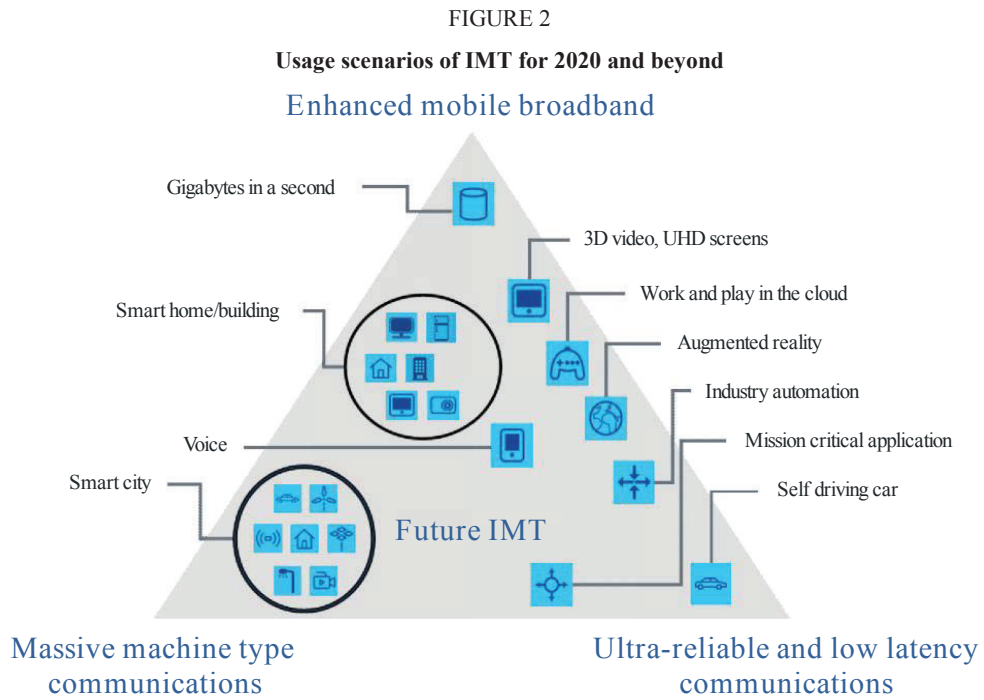 FIGURE 2
Usage scenarios of IMT for 2020 and beyond
Enhanced mobile broadband
Gigabytes in a second
3D video, UHD screens
Smart home/building
Work and play in the cloud
Augmented reality
Industry automation
Voice
Mission critical application
Smart city
Self driving car
Future IMT
Massive machine type
communications
Ultra-reliable and low latency
communications